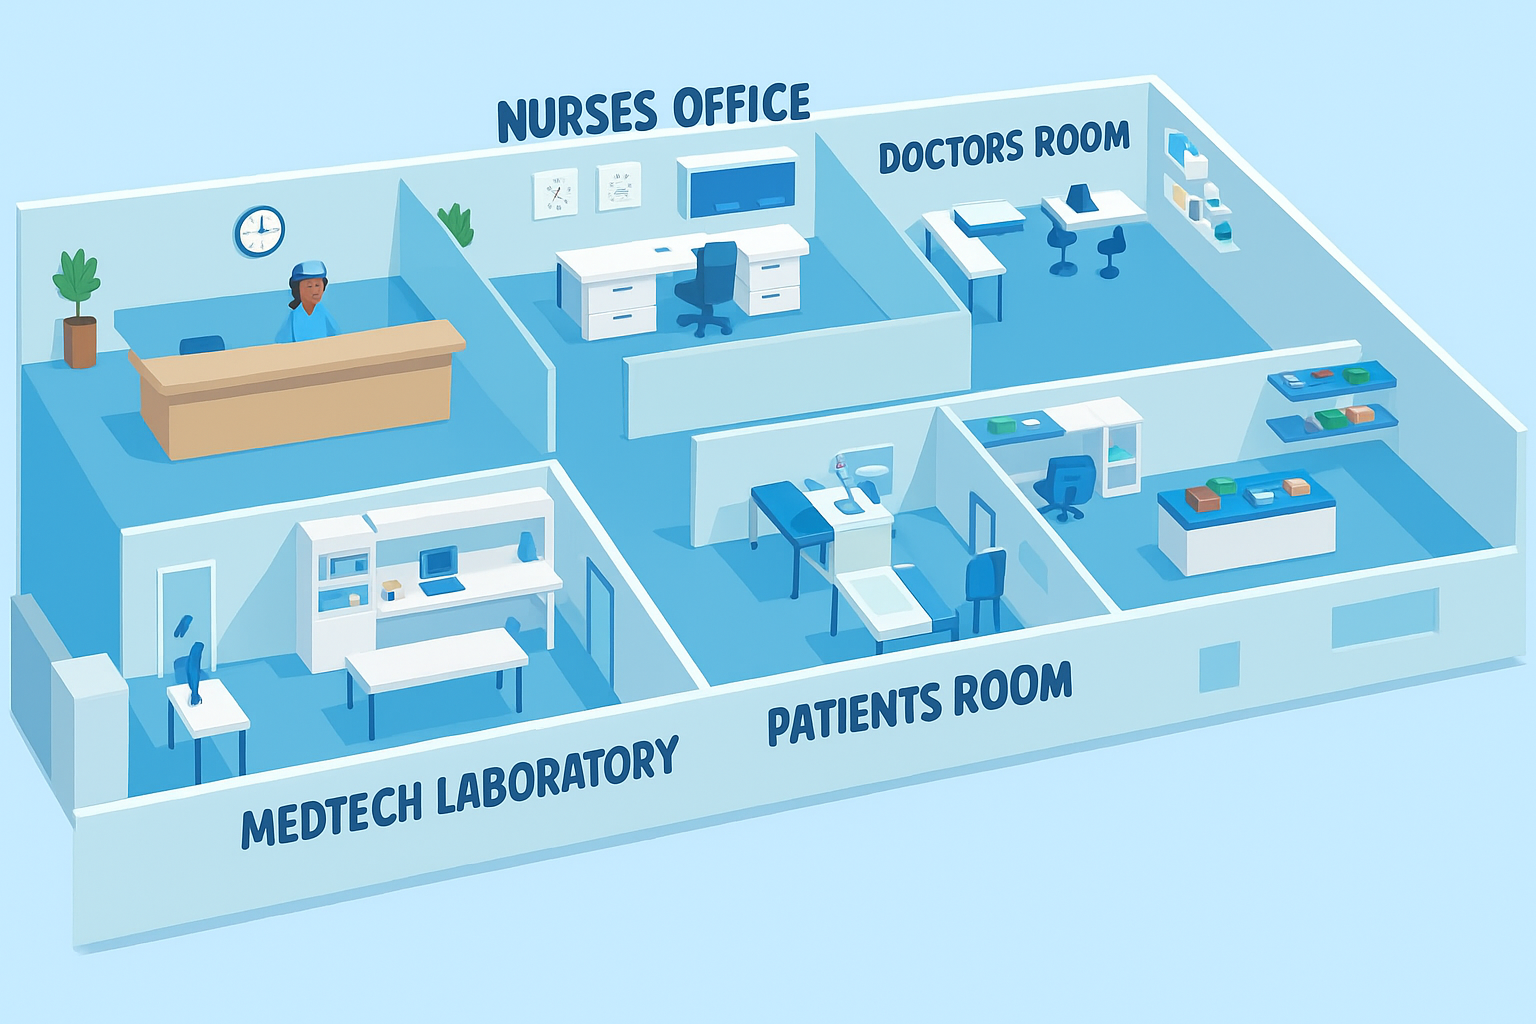 NURSES OFFICE
DOCTORS ROOM
PATIENTS ROOM
MEDTECH LABORATORY